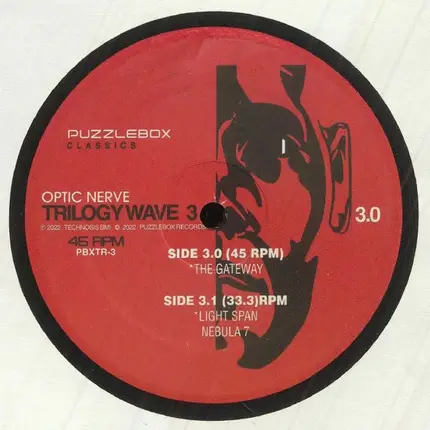 PUZZLEBOX
CLASSICS
OPTIC NERVE
TRILOGY WAVE 3
℗ 2022 TECHNOSIS BMI © 2022 PUZZLEBOX RECORDS
45 RPM
PBXTR-3
3.0
SIDE 3.0 (45 RPM)
*THE GATEWAY
SIDE 3.1 (33.3)RPM
*LIGHT SPAN
NEBULA 7